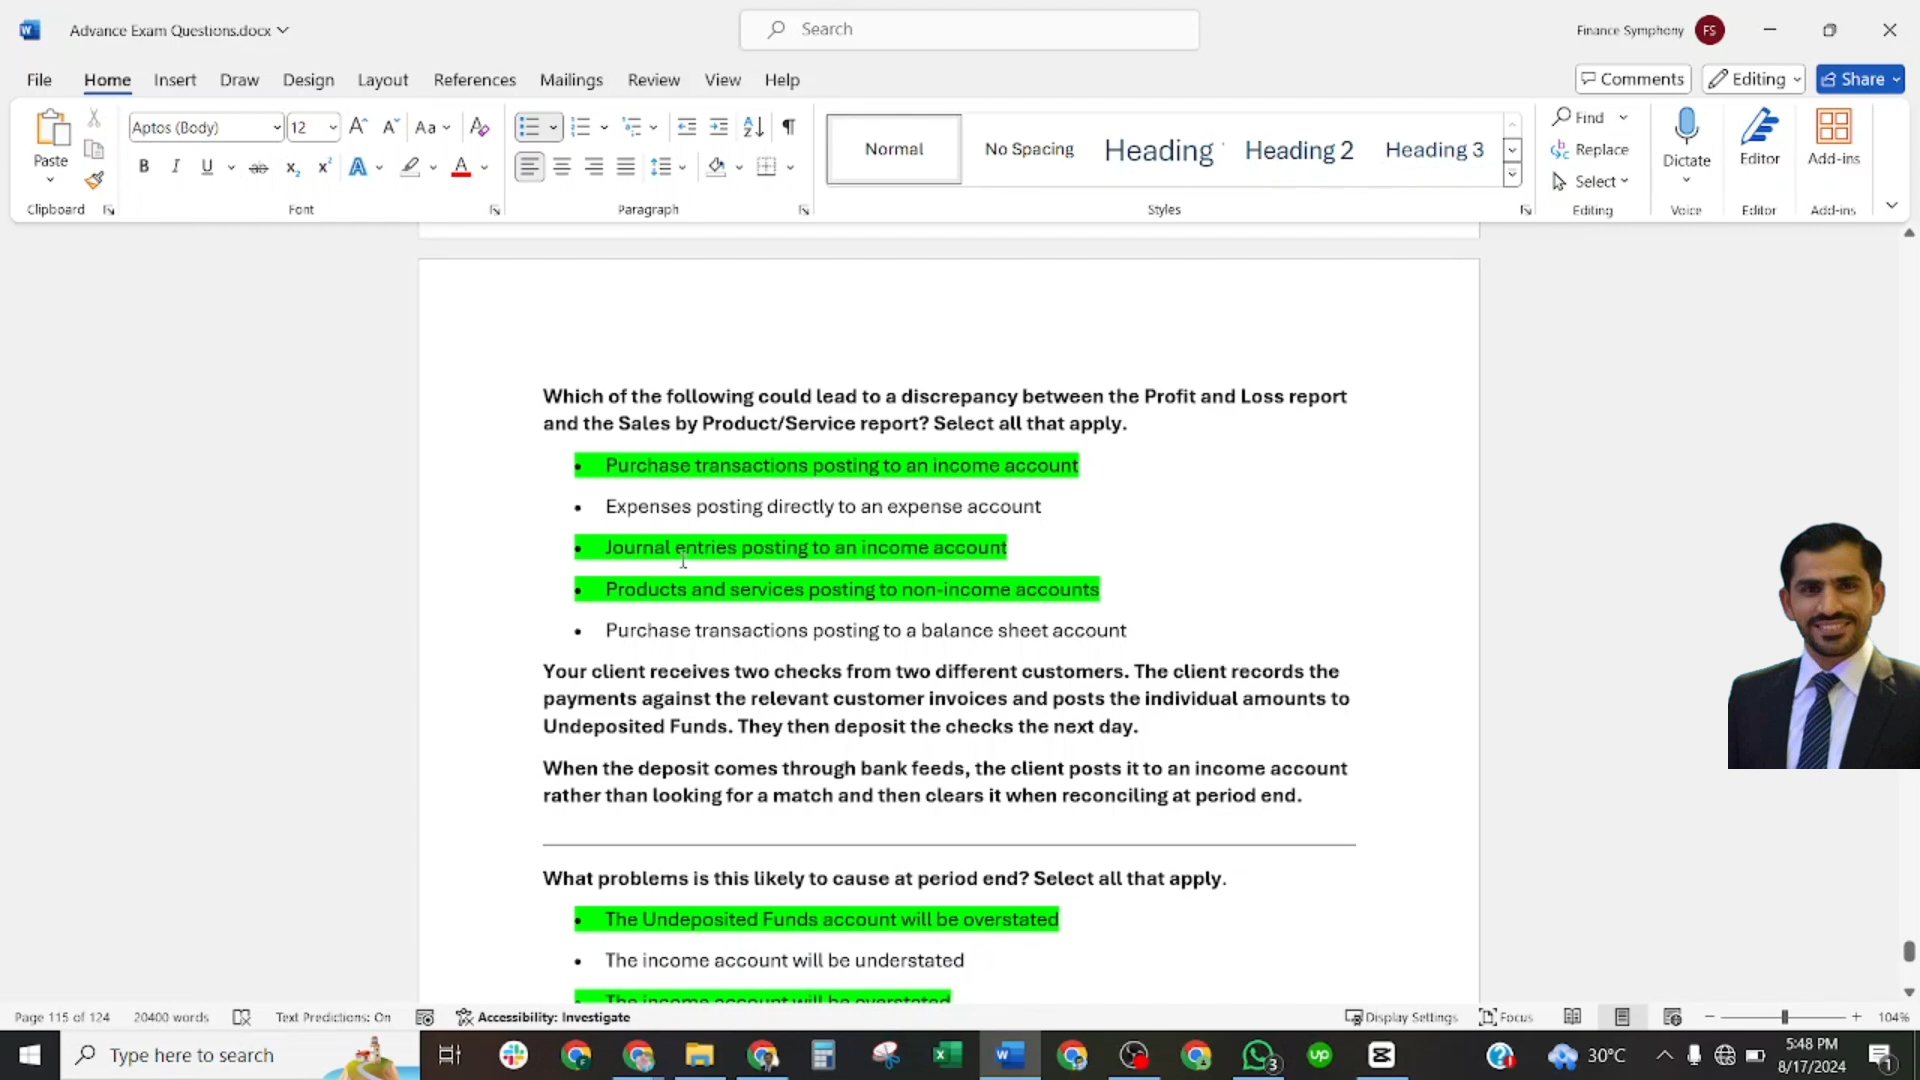 Advance Exam Questions.docx
Search
Finance Symphony
FS
File Home Insert Draw Design Layout References Mailings Review View Help
Comments Editing Share
Paste
Clipboard
Aptos (Body) 12
Font
Paragraph
Normal No Spacing Heading 1 Heading 2 Heading 3
Styles
Find
Replace
Select
Editing
Dictate
Voice
Editor
Editor
Add-ins
Add-ins
Which of the following could lead to a discrepancy between the Profit and Loss report
and the Sales by Product/Service report? Select all that apply.
• Purchase transactions posting to an income account
• Expenses posting directly to an expense account
• Journal entries posting to an income account
• Products and services posting to non-income accounts
• Purchase transactions posting to a balance sheet account
Your client receives two checks from two different customers. The client records the
payments against the relevant customer invoices and posts the individual amounts to
Undeposited Funds. They then deposit the checks the next day.
When the deposit comes through bank feeds, the client posts it to an income account
rather than looking for a match and then clears it when reconciling at period end.
What problems is this likely to cause at period end? Select all that apply.
• The Undeposited Funds account will be overstated
• The income account will be understated
• The income account will be overstated
Page 115 of 124 20400 words Text Predictions: On Accessibility: Investigate Display Settings Focus 104%
Type here to search
3
up
30°C
5:48 PM
8/17/2024
1